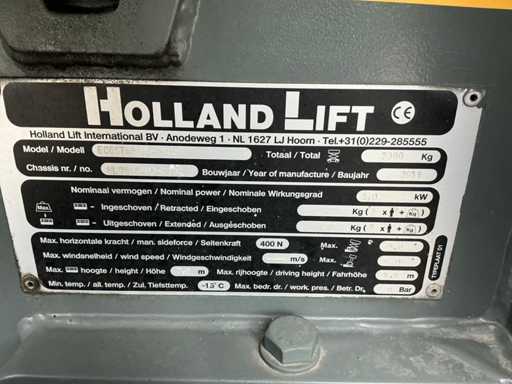 HOLLAND LIFT CE
Holland Lift International BV - Anodeweg 1 - NL 1627 LJ Hoorn - Tel.+31(0)229-285555
Model / Modell Totaal / Total Kg
Chassis nr. / no. Bouwjaar / Year of manufacture / Baujahr
Nominaal vermogen / Nominal power / Nominale Wirkungsgrad kW
Max. - Ingeschoven / Retracted / Eingeschoben Kg ( x + Kg )
- Uitgeschoven / Extended / Ausgeschoben Kg ( x + Kg )
Max. horizontale kracht / man. sideforce / Seitenkraft 400 N Max.
Max. windsnelheid / wind speed / Windgeschwindigkeit m/s Max.
Max. hoogte / height / Höhe m Max. rijhoogte / driving height / Fahrhöhe m
Min. temp. / alt. temp. / Zul. Tiefsttemp. -15°C Max. bedr. dr. / work. pres. / Betr. Dr. Bar
TYPEPLAAT D1